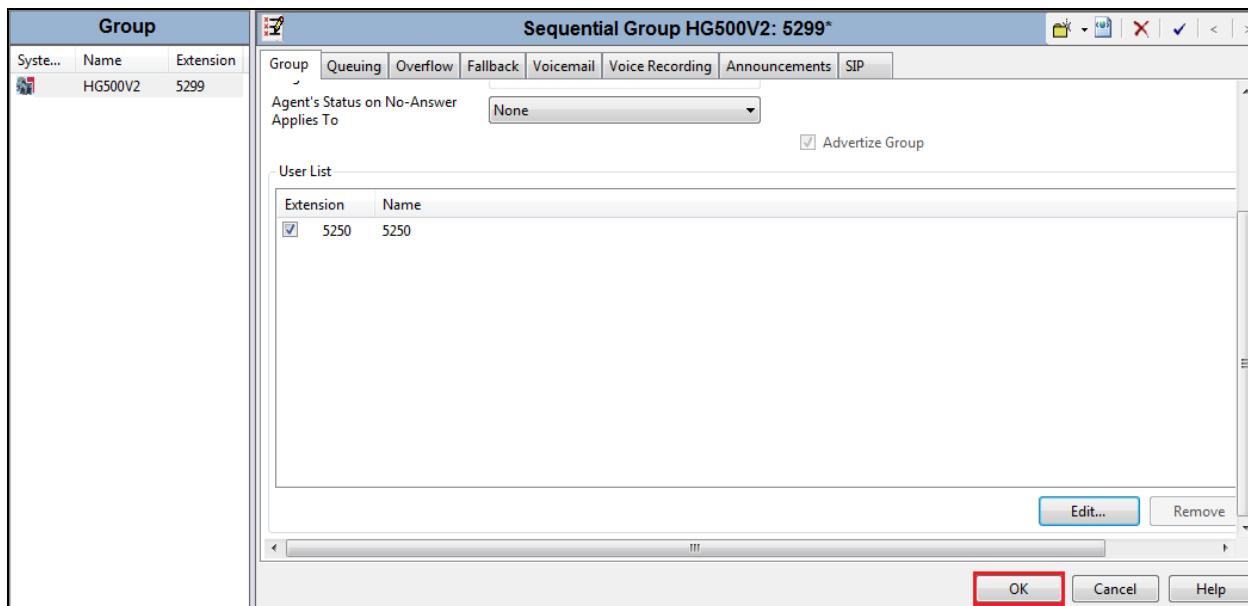 Group
Syste... Name Extension
HG500V2 5299
Sequential Group HG500V2: 5299*
Group Queuing Overflow Fallback Voicemail Voice Recording Announcements SIP
Agent's Status on No-Answer
Applies To
None
Advertize Group
User List
Extension Name
5250 5250
Edit... Remove
OK Cancel Help